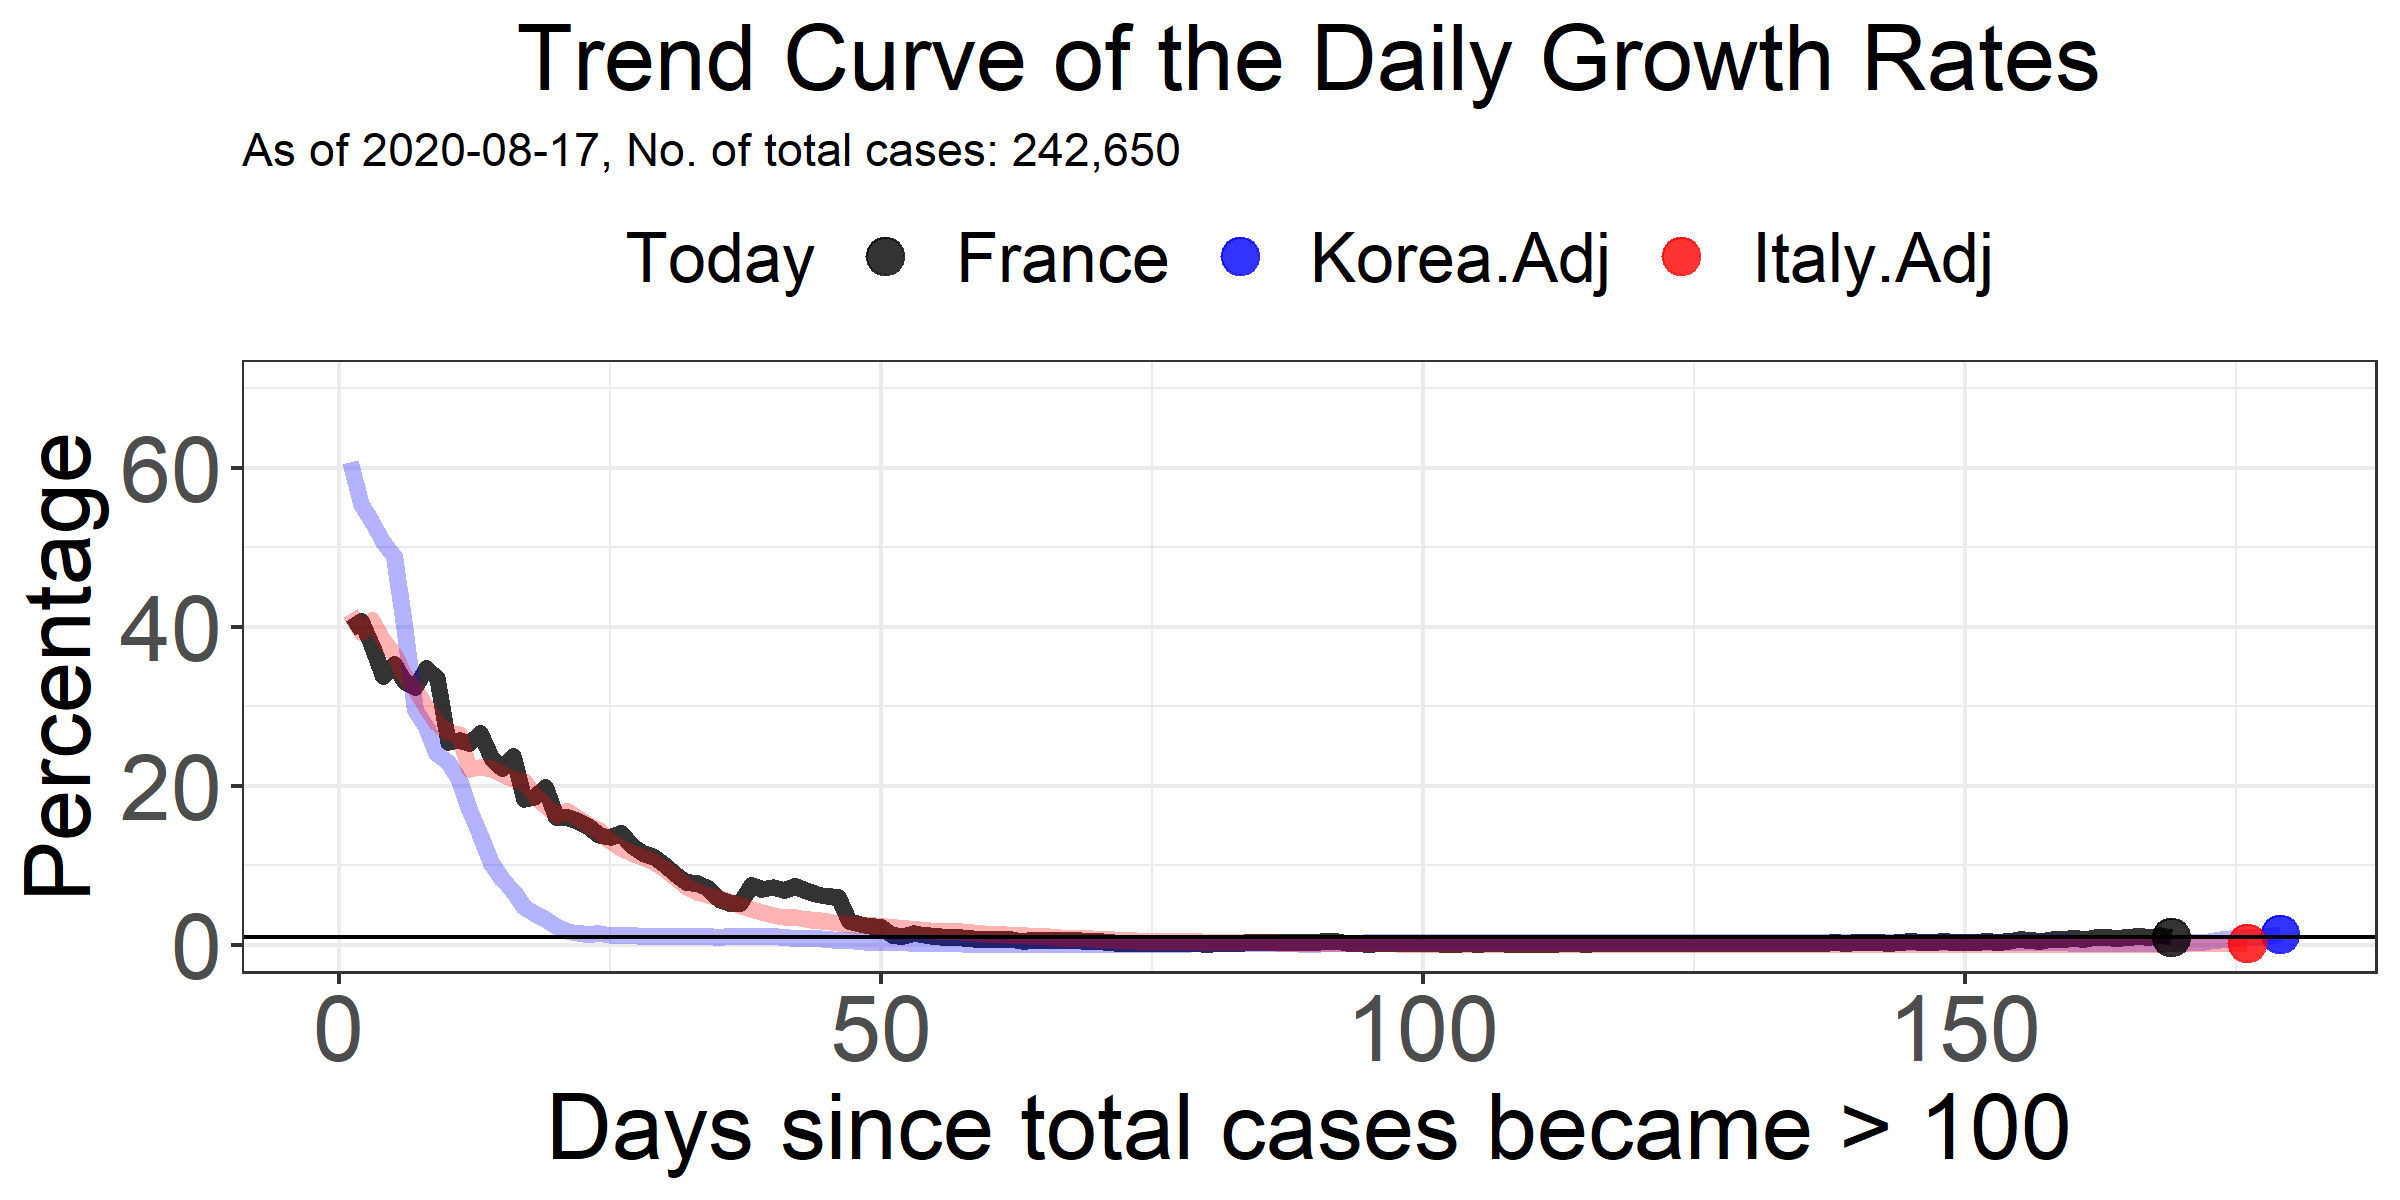 Trend Curve of the Daily Growth Rates
As of 2020-08-17, No. of total cases: 242,650
Today France Korea.Adj Italy.Adj
Percentage
60
40
20
0
0 50 100 150
Days since total cases became > 100